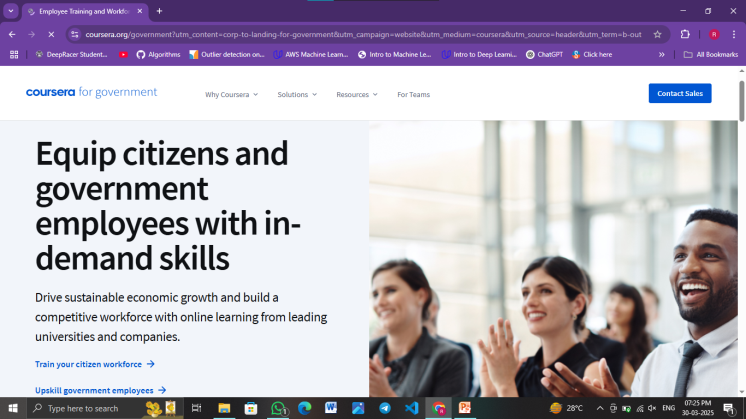 Employee Training and Workfo
coursera.org/government?utm_content=corp-to-landing-for-government&utm_campaign=website&utm_medium=coursera&utm_source=header&utm_term=b-out
DeepRacer Student...
Algorithms
Outlier detection on...
AWS Machine Learn...
Intro to Machine Le...
Intro to Deep Learni...
ChatGPT
Click here
All Bookmarks
coursera for government
Why Coursera
Solutions
Resources
For Teams
Contact Sales
Equip citizens and
government
employees with in-
demand skills
Drive sustainable economic growth and build a
competitive workforce with online learning from leading
universities and companies.
Train your citizen workforce
Upskill government employees
Type here to search
28°C
ENG
07:25 PM
30-03-2025